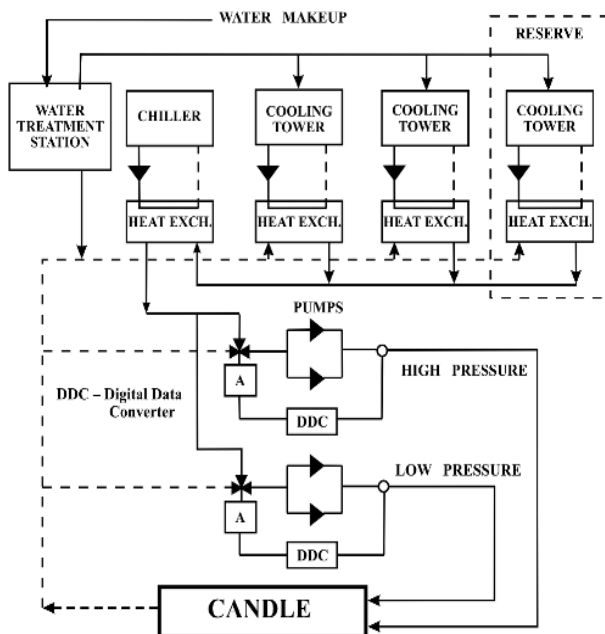 WATER MAKEUP
RESERVE
WATER
TREATMENT
STATION
CHILLER
COOLING
TOWER
COOLING
TOWER
COOLING
TOWER
HEAT EXCH.
HEAT EXCH.
HEAT EXCH.
HEAT EXCH.
PUMPS
A
HIGH PRESSURE
DDC – Digital Data
Converter
DDC
LOW PRESSURE
A
DDC
CANDLE